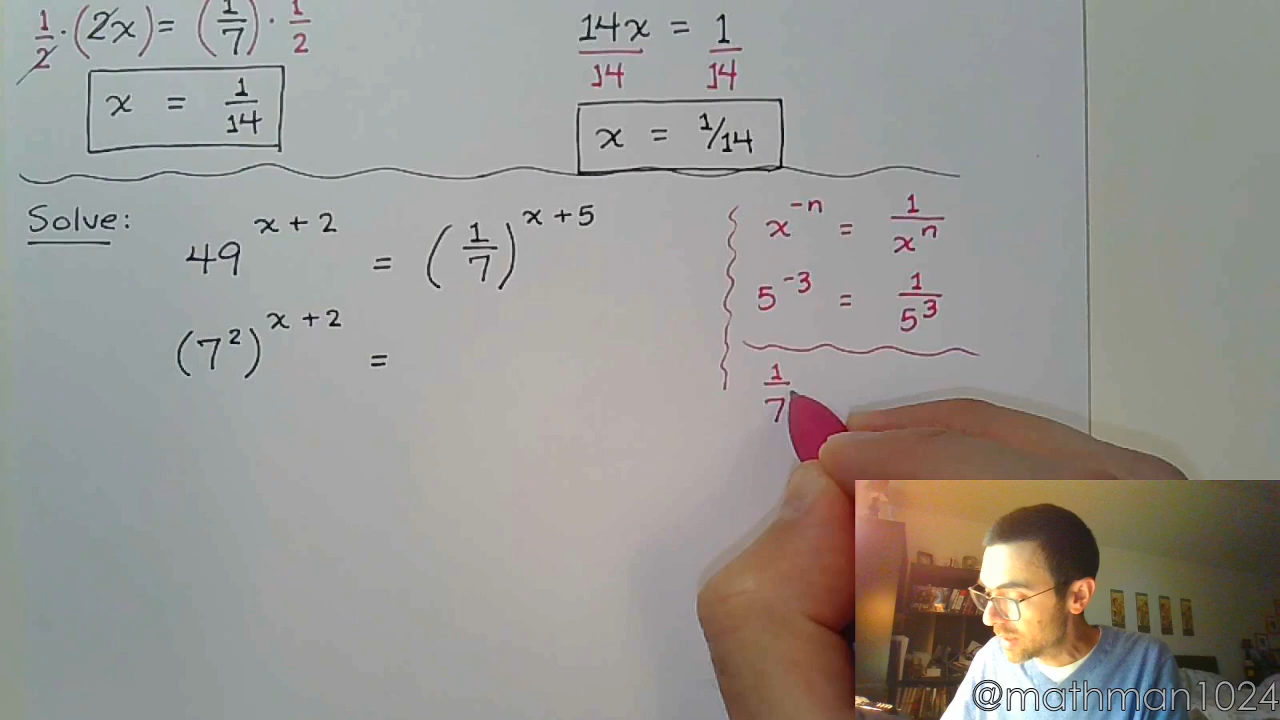 1/2 · (2x) = (1/7) · 1/2
x = 1/14
14x/14 = 1/14
x = 1/14
Solve:
49^(x + 2) = (1/7)^(x + 5)
(7^2)^(x + 2) =
x^-n = 1/x^n
5^-3 = 1/5^3
1/7
@mathman1024